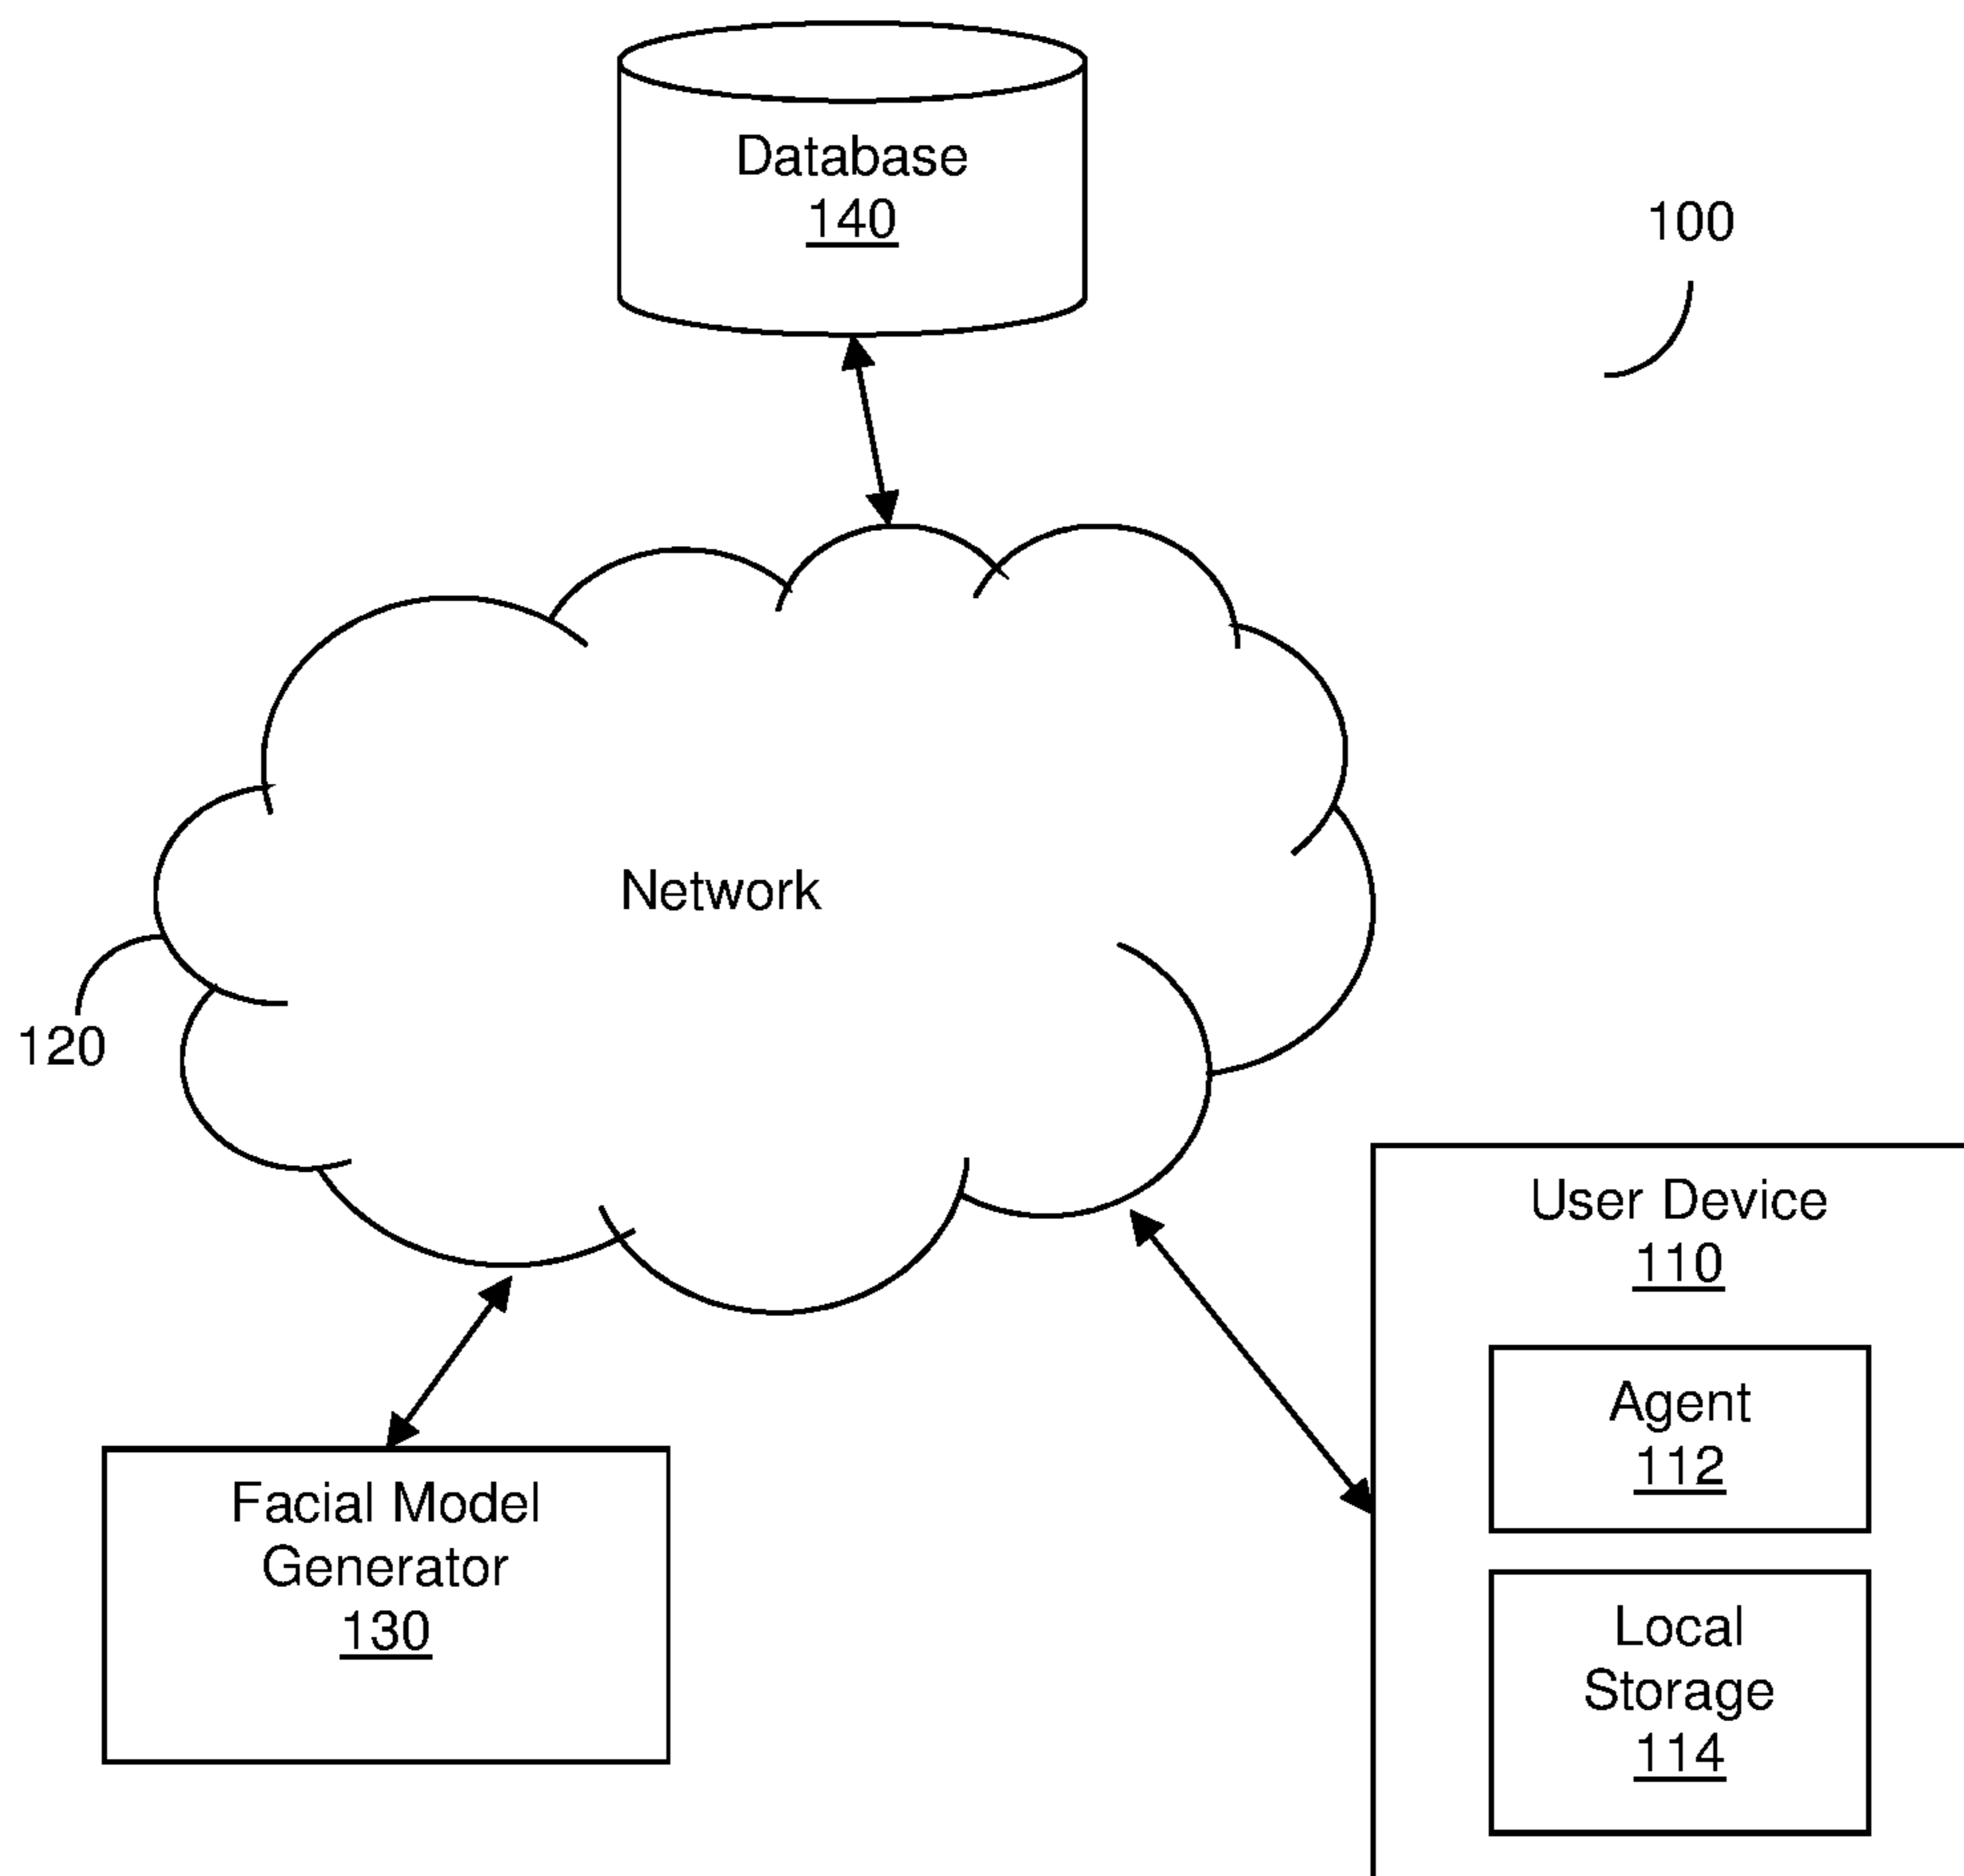 Database
140
100
Network
120
User Device
110
Agent
112
Local
Storage
114
Facial Model
Generator
130